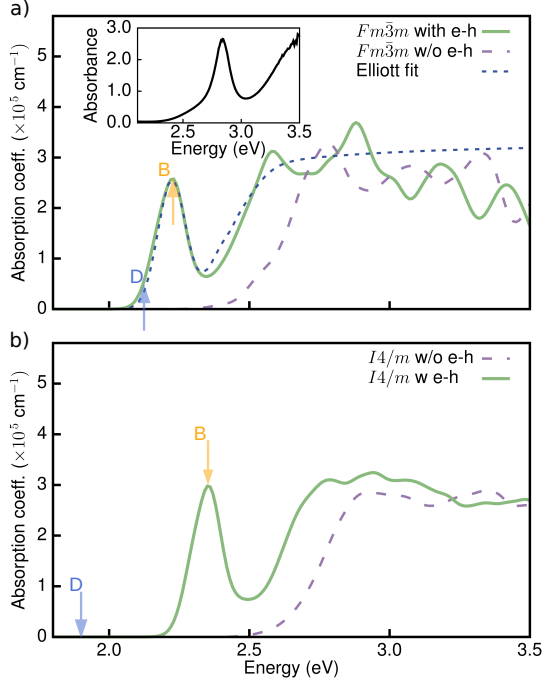 a)
Absorption coeff. (×10⁵ cm⁻¹)
5
4
3
2
1
0
Fm3̄m with e-h
Fm3̄m w/o e-h
Elliott fit
Absorbance
3.0
2.0
1.0
0.0
2.5
3.0
3.5
Energy (eV)
B
D
b)
Absorption coeff. (×10⁵ cm⁻¹)
5
4
3
2
1
0
I4/m w/o e-h
I4/m w e-h
B
D
2.0
2.5
3.0
3.5
Energy (eV)